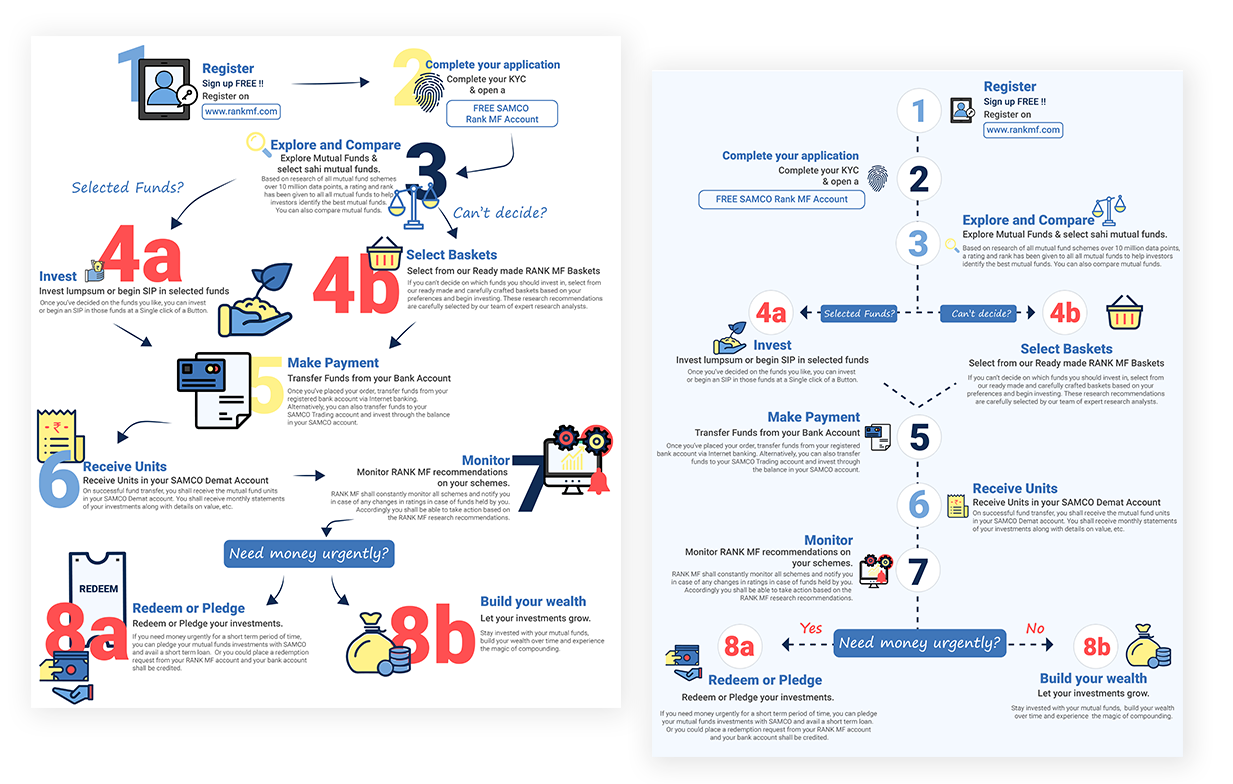 1
Register
Sign up FREE !!
Register on
www.rankmf.com
2
Complete your application
Complete your KYC
& open a
FREE SAMCO
Rank MF Account
Explore and Compare
Explore Mutual Funds &
select sahi mutual funds.
Based on research of all mutual fund schemes
over 10 million data points, a rating and rank
has been given to all all mutual funds to help
investors identify the best mutual funds.
You can also compare mutual funds.
3
Selected Funds?
Can't decide?
4a
Invest
Invest lumpsum or begin SIP in selected funds
Once you've decided on the funds you like, you can invest
or begin an SIP in those funds at a Single click of a Button.
4b
Select Baskets
Select from our Ready made RANK MF Baskets
If you can't decide on which funds you should invest in, select from
our ready made and carefully crafted baskets based on your
preferences and begin investing. These research recommendations
are carefully selected by our team of expert research analysts.
5
Make Payment
Transfer Funds from your Bank Account
Once you've placed your order, transfer funds from your
registered bank account via Internet banking.
Alternatively, you can also transfer funds to your
SAMCO Trading account and invest through the balance
in your SAMCO account.
₹
6
Receive Units
Receive Units in your SAMCO Demat Account
On successful fund transfer, you shall receive the mutual fund units
in your SAMCO Demat account. You shall receive monthly statements
of your investments along with details on value, etc.
7
Monitor
Monitor RANK MF recommendations
on your schemes.
RANK MF shall constantly monitor all schemes and notify you
in case of any changes in ratings in case of funds held by you.
Accordingly you shall be able to take action based on
the RANK MF research recommendations.
Need money urgently?
REDEEM
8a
Redeem or Pledge
Redeem or Pledge your investments.
If you need money urgently for a short term period of time,
you can pledge your mutual funds investments with SAMCO
and avail a short term loan. Or you could place a redemption
request from your RANK MF account and your bank account
shall be credited.
8b
Build your wealth
Let your investments grow.
Stay invested with your mutual funds,
build your wealth over time and experience
the magic of compounding.
1
Register
Sign up FREE !!
Register on
www.rankmf.com
Complete your application
Complete your KYC
& open a
FREE SAMCO Rank MF Account
2
3
Explore and Compare
Explore Mutual Funds & select sahi mutual funds.
Based on research of all mutual fund schemes over 10 million data points,
a rating and rank has been given to all all mutual funds to help investors
identify the best mutual funds. You can also compare mutual funds.
4a
Selected Funds?
Can't decide?
4b
Invest
Invest lumpsum or begin SIP in selected funds
Once you've decided on the funds you like, you can invest
or begin an SIP in those funds at a Single click of a Button.
Select Baskets
Select from our Ready made RANK MF Baskets
If you can't decide on which funds you should invest in, select from
our ready made and carefully crafted baskets based on your
preferences and begin investing. These research recommendations
are carefully selected by our team of expert research analysts.
Make Payment
Transfer Funds from your Bank Account
Once you've placed your order, transfer funds from your registered
bank account via Internet banking. Alternatively, you can also transfer
funds to your SAMCO Trading account and invest through
the balance in your SAMCO account.
5
6
₹
Receive Units
Receive Units in your SAMCO Demat Account
On successful fund transfer, you shall receive the mutual fund units
in your SAMCO Demat account. You shall receive monthly statements
of your investments along with details on value, etc.
Monitor
Monitor RANK MF recommendations on
your schemes.
RANK MF shall constantly monitor all schemes and notify you
in case of any changes in ratings in case of funds held by you.
Accordingly you shall be able to take action based on the
RANK MF research recommendations.
7
8a
Yes
Need money urgently?
No
8b
Redeem or Pledge
Redeem or Pledge your investments.
If you need money urgently for a short term period of time, you can pledge
your mutual funds investments with SAMCO and avail a short term loan.
Or you could place a redemption request from your RANK MF account
and your bank account shall be credited.
Build your wealth
Let your investments grow.
Stay invested with your mutual funds, build your wealth
over time and experience the magic of compounding.